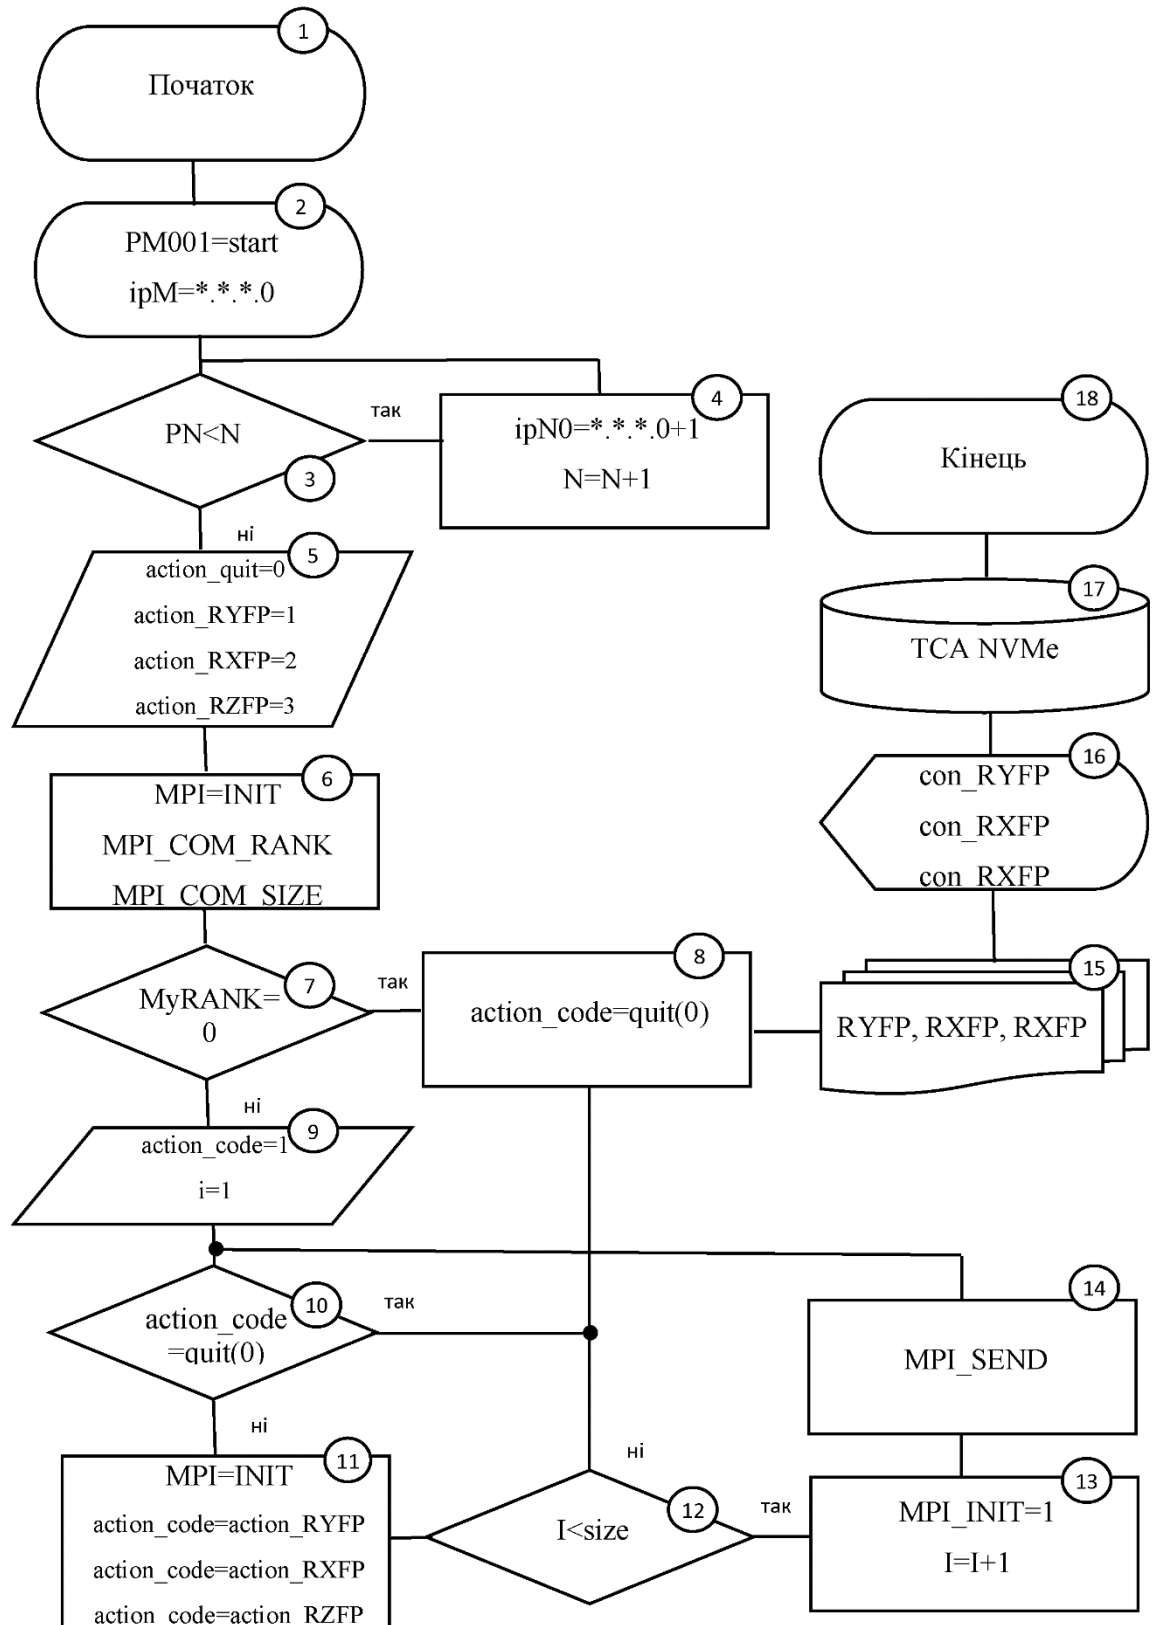 1
Початок
2
PM001=start
ipM=*.*.*.0
3
PN<N
так
4
ipN0=*.*.*.0+1
N=N+1
ні
5
action_quit=0
action_RYFP=1
action_RXFP=2
action_RZFP=3
6
MPI=INIT
MPI_COM_RANK
MPI_COM_SIZE
7
MyRANK=
0
так
8
action_code=quit(0)
ні
9
action_code=1
i=1
10
action_code
=quit(0)
так
ні
11
MPI=INIT
action_code=action_RYFP
action_code=action_RXFP
action_code=action_RZFP
12
I<size
ні
так
13
MPI_INIT=1
I=I+1
14
MPI_SEND
15
RYFP, RXFP, RXFP
16
con_RYFP
con_RXFP
con_RXFP
17
TCA NVMe
18
Кінець